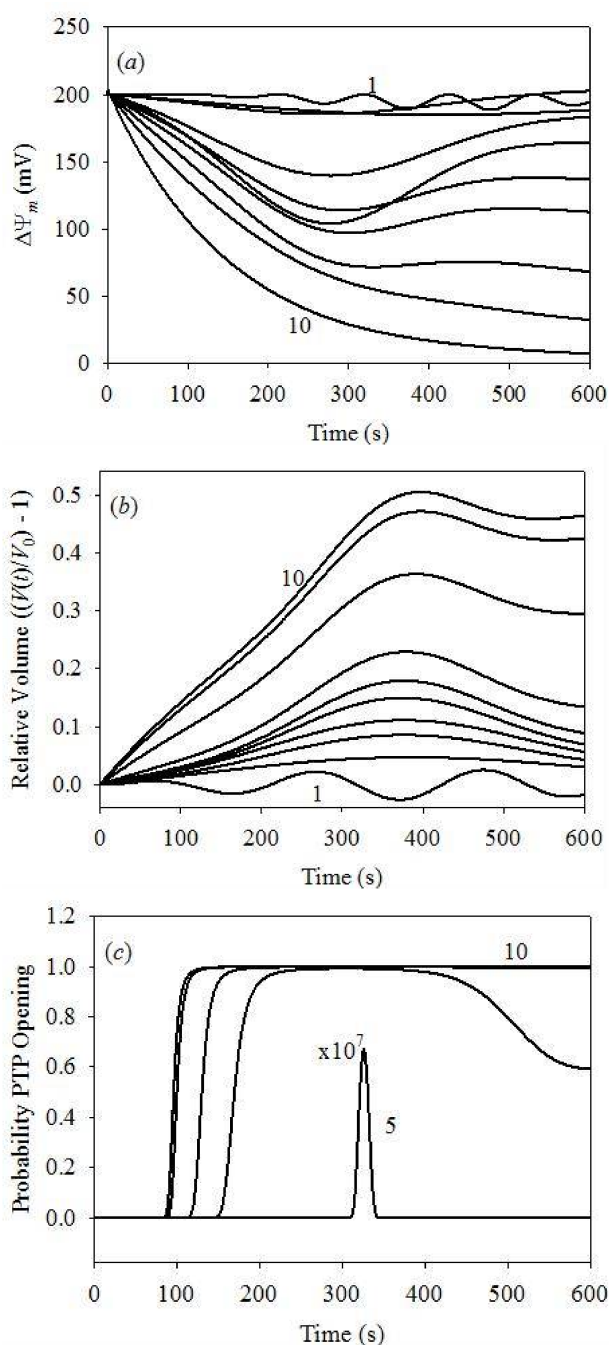 (a)
1
250
200
150
100
50
0
ΔΨm (mV)
10
0 100 200 300 400 500 600
Time (s)
(b)
0.5
0.4
0.3
0.2
0.1
0.0
Relative Volume ((V(t)/V0) - 1)
10
1
0 100 200 300 400 500 600
Time (s)
(c)
1.2
1.0
0.8
0.6
0.4
0.2
0.0
Probability PTP Opening
10
x10^7
5
0 100 200 300 400 500 600
Time (s)